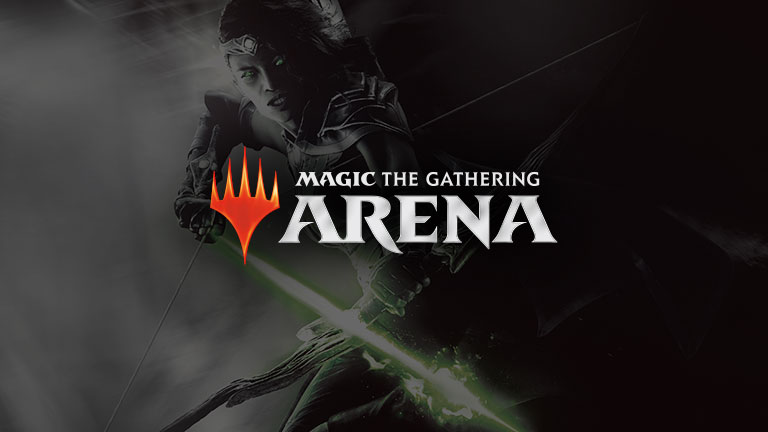 MAGIC THE GATHERING
ARENA